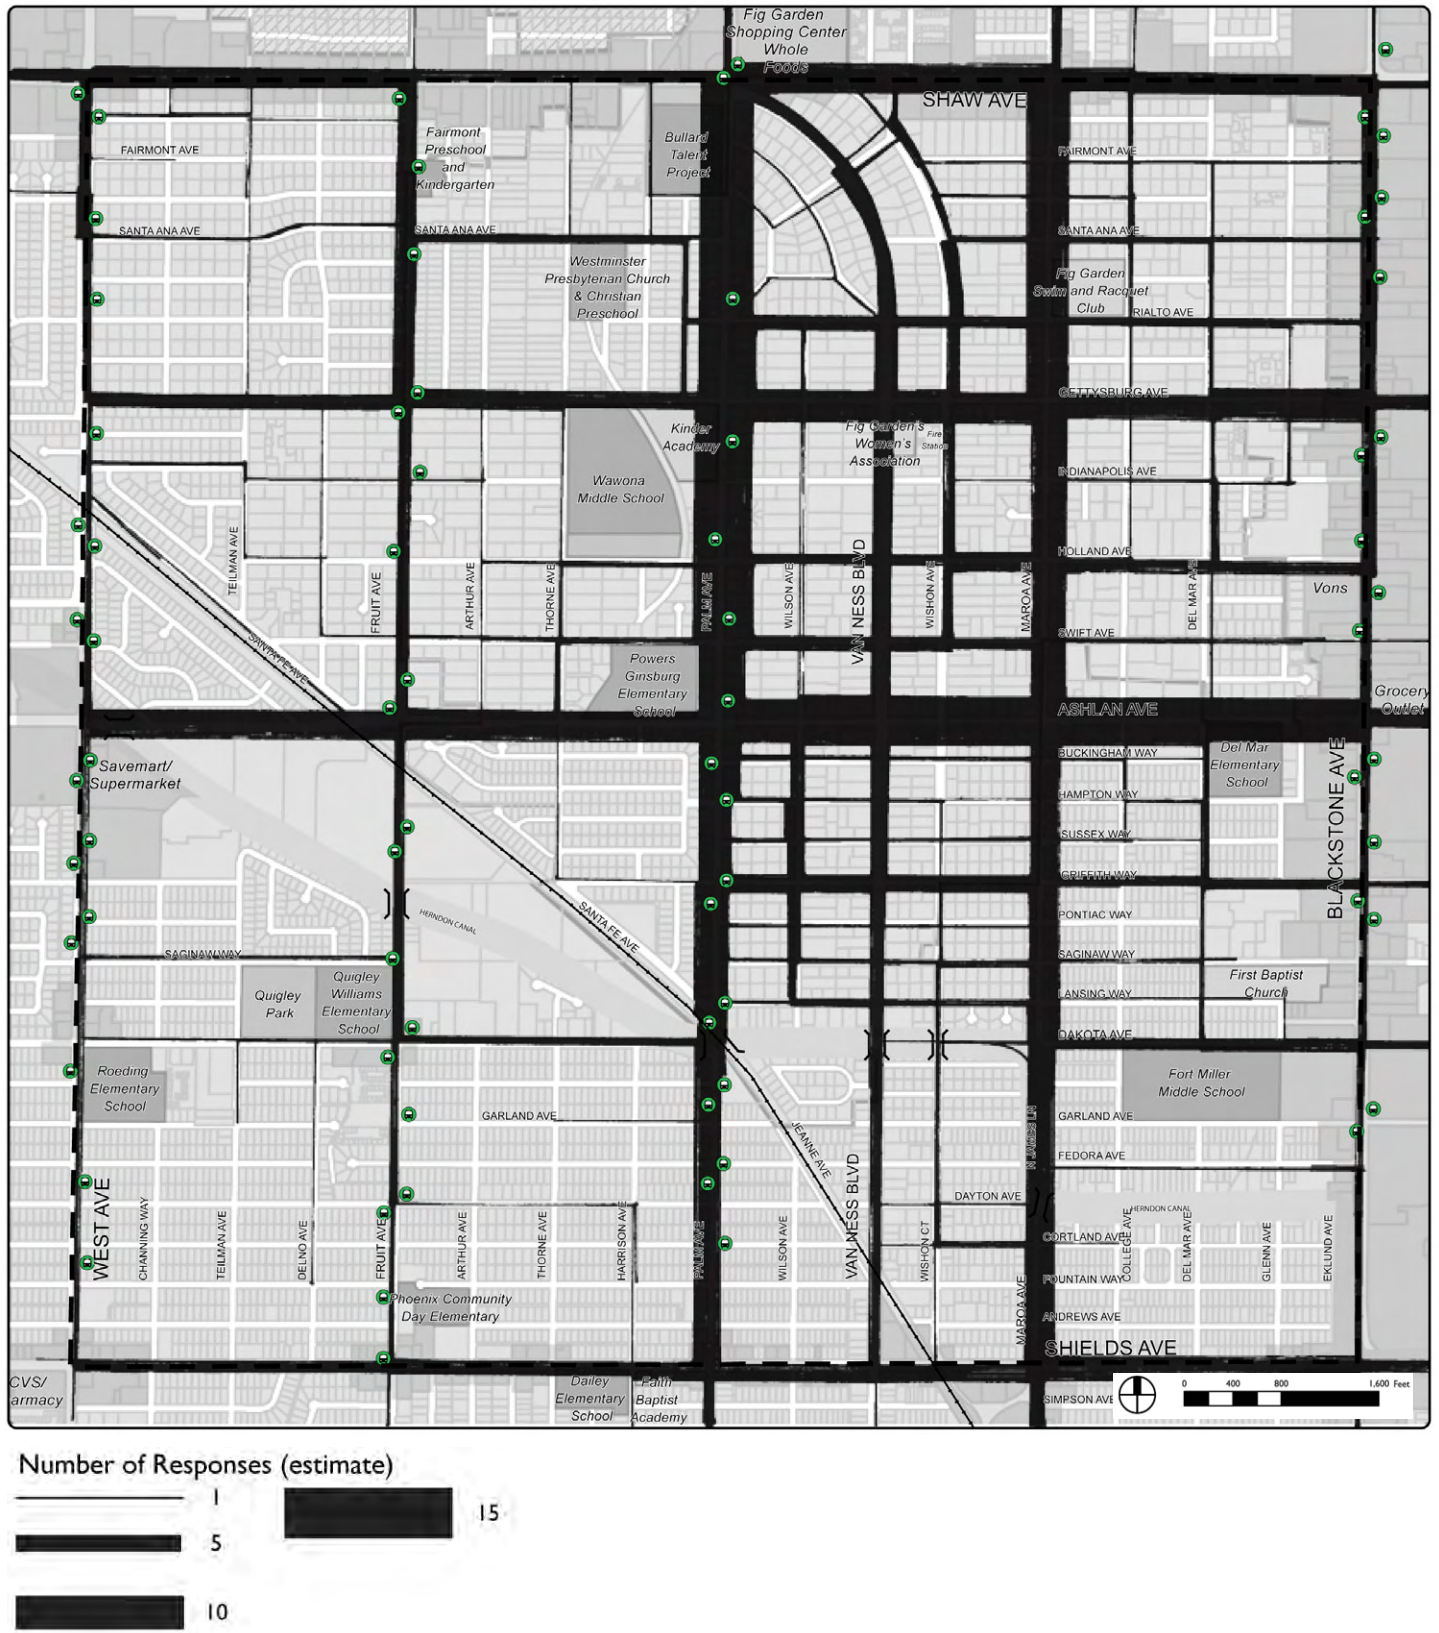 Fig Garden
Shopping Center
Whole
Foods
SHAW AVE
FAIRMONT AVE
Fairmont
Preschool
and
Kindergarten
Bullard
Talent
Project
FAIRMONT AVE
SANTA ANA AVE
SANTA ANA AVE
SANTA ANA AVE
Westminster
Presbyterian Church
& Christian
Preschool
Fig Garden
Swim and Racquet
Club
RIALTO AVE
GETTYSBURG AVE
Kinder
Academy
Fig Garden's
Women's
Association
Fire
Station
Wawona
Middle School
INDIANAPOLIS AVE
HOLLAND AVE
TEILMAN AVE
FRUIT AVE
ARTHUR AVE
THORNE AVE
PALM AVE
WILSON AVE
VAN NESS BLVD
WISHON AVE
MAROA AVE
DEL MAR AVE
Vons
SWIFT AVE
SANTA FE AVE
Powers
Ginsburg
Elementary
School
Grocery
Outlet
ASHLAN AVE
BUCKINGHAM WAY
Del Mar
Elementary
School
BLACKSTONE AVE
Savemart/
Supermarket
HAMPTON WAY
SUSSEX WAY
GRIFFITH WAY
HERNDON CANAL
SANTA FE AVE
PONTIAC WAY
SAGINAW WAY
SAGINAW WAY
Quigley
Park
Quigley
Williams
Elementary
School
First Baptist
Church
LANSING WAY
DAKOTA AVE
Roeding
Elementary
School
Fort Miller
Middle School
GARLAND AVE
GARLAND AVE
JEANNE AVE
N JAMES LN
FEDORA AVE
DAYTON AVE
HERNDON CANAL
WEST AVE
CHANNING WAY
TEILMAN AVE
DELNO AVE
FRUIT AVE
ARTHUR AVE
THORNE AVE
HARRISON AVE
PALM AVE
WILSON AVE
VAN NESS BLVD
WISHON CT
MAROA AVE
CORTLAND AVE
COLLEGE AVE
DEL MAR AVE
GLENN AVE
EKLUND AVE
FOUNTAIN WAY
Phoenix Community
Day Elementary
ANDREWS AVE
SHIELDS AVE
CVS/
armacy
Dailey
Elementary
School
Faith
Baptist
Academy
SIMPSON AVE
0 400 800 1,600 Feet
Number of Responses (estimate)
1
5
10
15